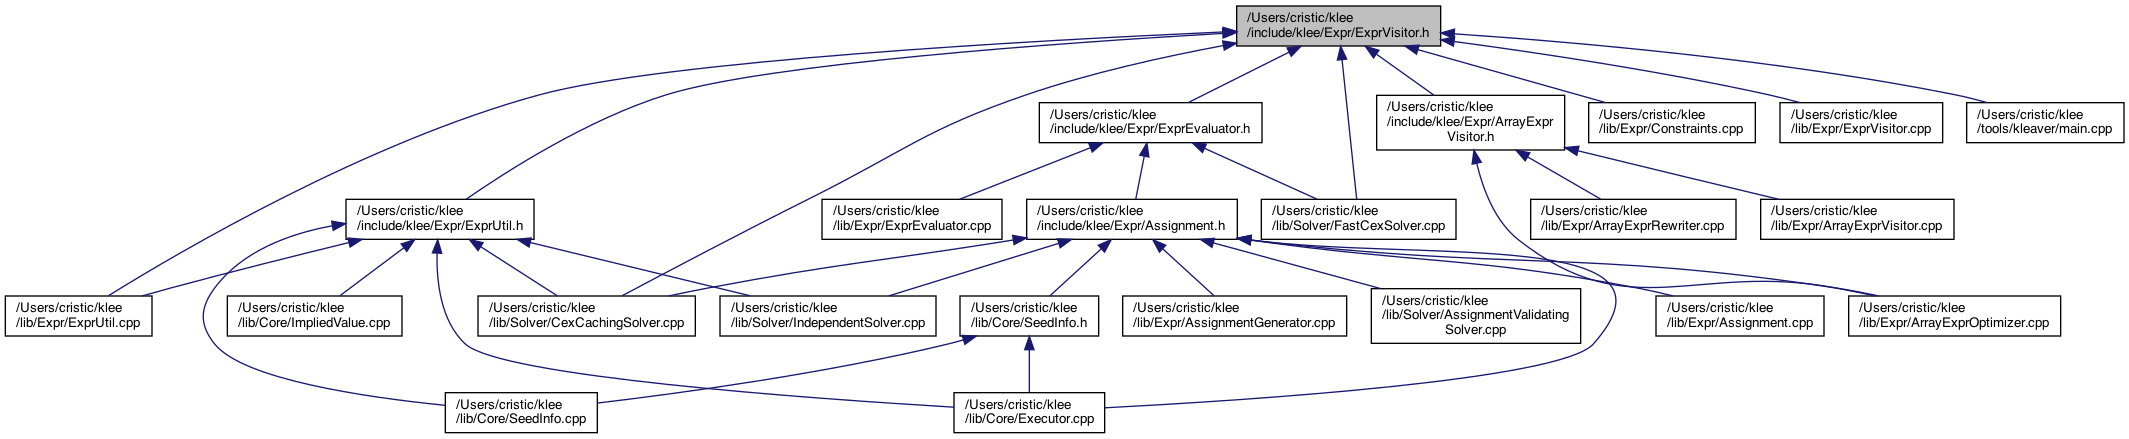 /Users/cristic/klee
/include/klee/Expr/ExprVisitor.h
/Users/cristic/klee
/include/klee/Expr/ExprEvaluator.h
/Users/cristic/klee
/include/klee/Expr/ArrayExpr
Visitor.h
/Users/cristic/klee
/lib/Expr/Constraints.cpp
/Users/cristic/klee
/lib/Expr/ExprVisitor.cpp
/Users/cristic/klee
/tools/kleaver/main.cpp
/Users/cristic/klee
/include/klee/Expr/ExprUtil.h
/Users/cristic/klee
/lib/Expr/ExprEvaluator.cpp
/Users/cristic/klee
/include/klee/Expr/Assignment.h
/Users/cristic/klee
/lib/Solver/FastCexSolver.cpp
/Users/cristic/klee
/lib/Expr/ArrayExprRewriter.cpp
/Users/cristic/klee
/lib/Expr/ArrayExprVisitor.cpp
/Users/cristic/klee
/lib/Expr/ExprUtil.cpp
/Users/cristic/klee
/lib/Core/ImpliedValue.cpp
/Users/cristic/klee
/lib/Solver/CexCachingSolver.cpp
/Users/cristic/klee
/lib/Solver/IndependentSolver.cpp
/Users/cristic/klee
/lib/Core/SeedInfo.h
/Users/cristic/klee
/lib/Expr/AssignmentGenerator.cpp
/Users/cristic/klee
/lib/Solver/AssignmentValidating
Solver.cpp
/Users/cristic/klee
/lib/Expr/Assignment.cpp
/Users/cristic/klee
/lib/Expr/ArrayExprOptimizer.cpp
/Users/cristic/klee
/lib/Core/SeedInfo.cpp
/Users/cristic/klee
/lib/Core/Executor.cpp